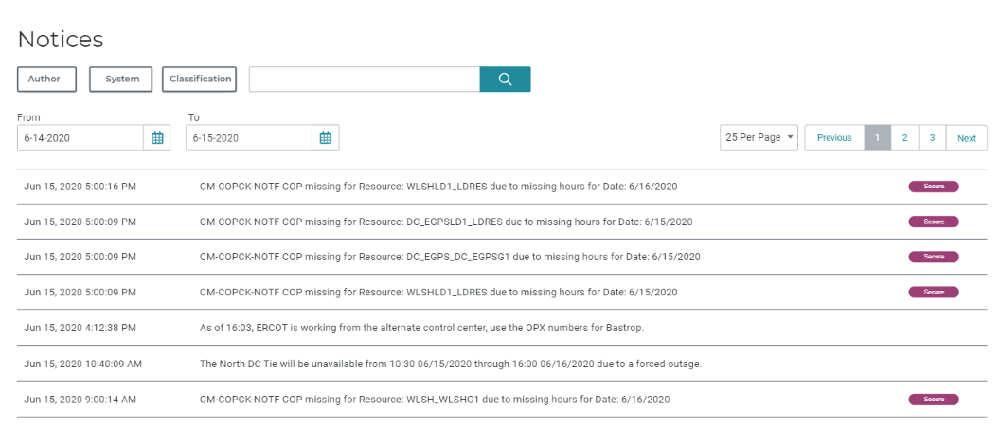 Notices
Author System Classification
From To
6-14-2020 6-15-2020 25 Per Page Previous 1 2 3 Next
Jun 15, 2020 5:00:16 PM CM-COPCK-NOTF COP missing for Resource: WLSHLD1_LDRES due to missing hours for Date: 6/16/2020 Secure
Jun 15, 2020 5:00:09 PM CM-COPCK-NOTF COP missing for Resource: DC_EGPSLD1_LDRES due to missing hours for Date: 6/15/2020 Secure
Jun 15, 2020 5:00:09 PM CM-COPCK-NOTF COP missing for Resource: DC_EGPS_DC_EGPSG1 due to missing hours for Date: 6/15/2020 Secure
Jun 15, 2020 5:00:09 PM CM-COPCK-NOTF COP missing for Resource: WLSHLD1_LDRES due to missing hours for Date: 6/15/2020 Secure
Jun 15, 2020 4:12:38 PM As of 16:03, ERCOT is working from the alternate control center, use the OPX numbers for Bastrop.
Jun 15, 2020 10:40:09 AM The North DC Tie will be unavailable from 10:30 06/15/2020 through 16:00 06/16/2020 due to a forced outage.
Jun 15, 2020 9:00:14 AM CM-COPCK-NOTF COP missing for Resource: WLSH_WLSHG1 due to missing hours for Date: 6/16/2020 Secure